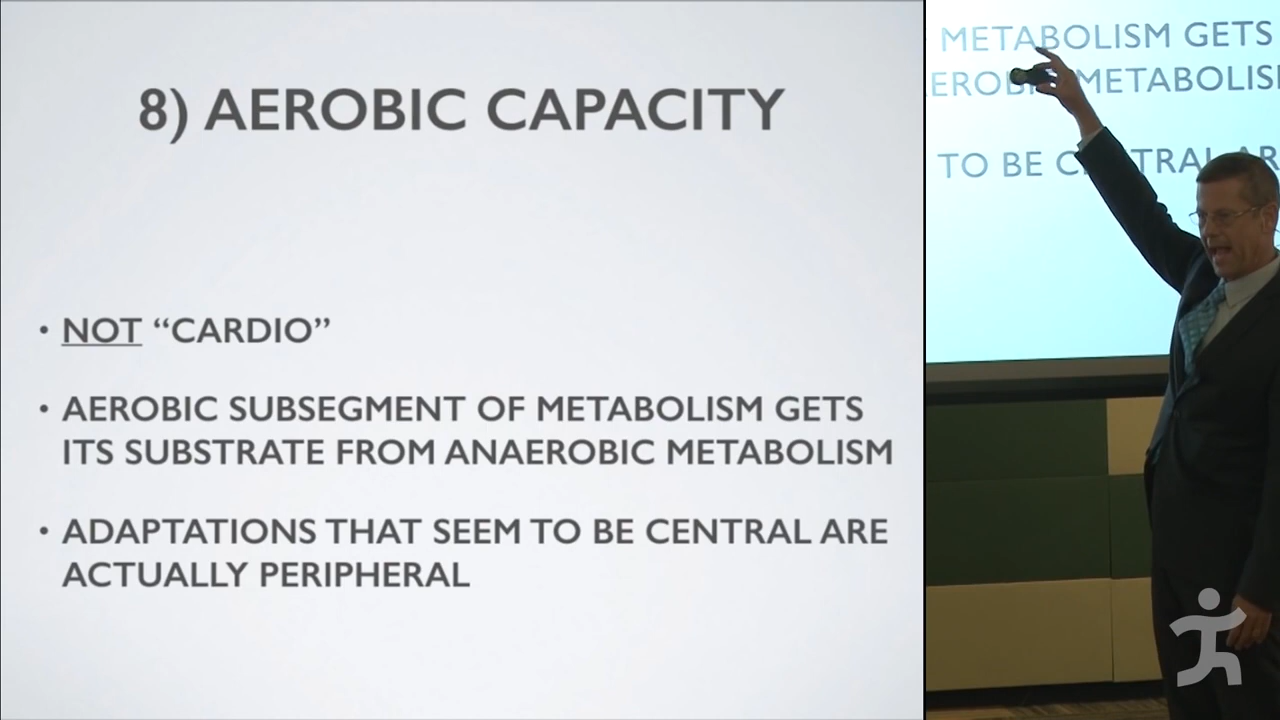 8) AEROBIC CAPACITY
• NOT “CARDIO”
• AEROBIC SUBSEGMENT OF METABOLISM GETS
ITS SUBSTRATE FROM ANAEROBIC METABOLISM
• ADAPTATIONS THAT SEEM TO BE CENTRAL ARE
ACTUALLY PERIPHERAL
METABOLISM GETS
METABOLIS
TO BE